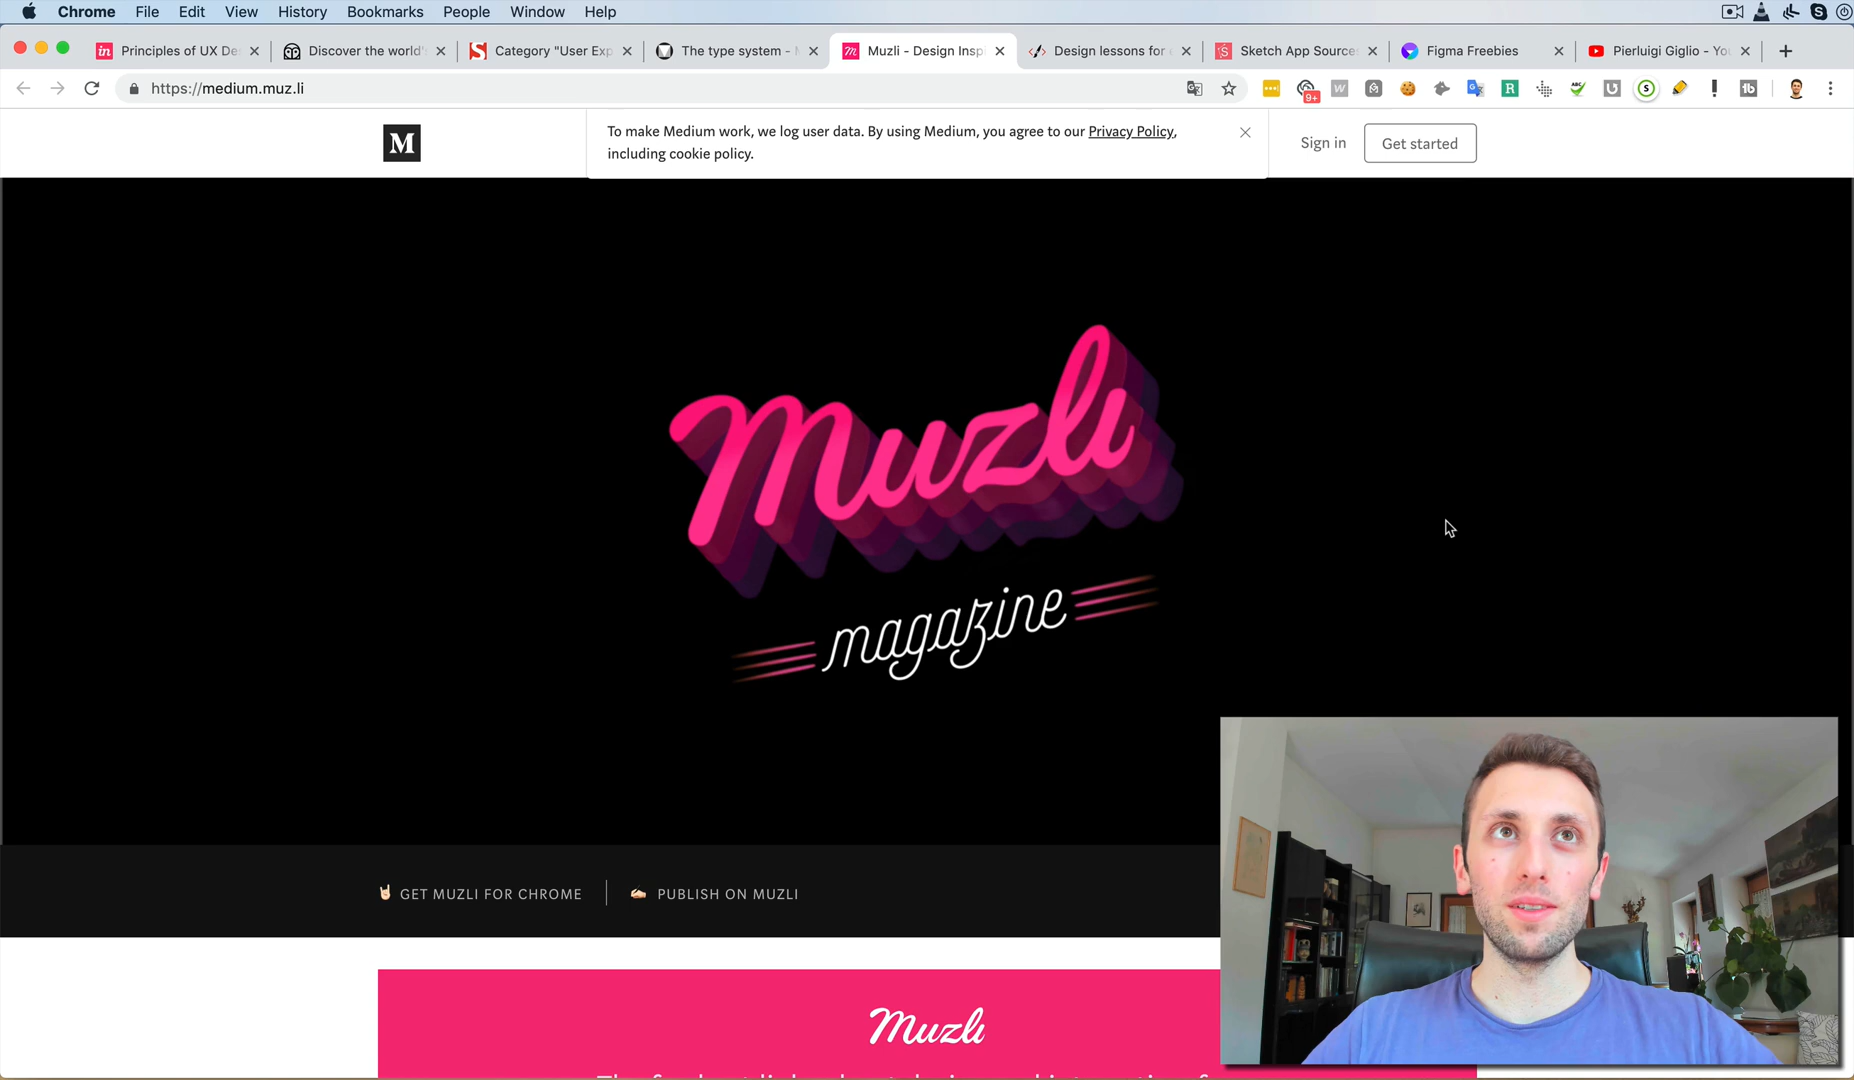 Chrome File Edit View History Bookmarks People Window Help
Principles of UX De
Discover the world's
Category "User Exp
The type system - M
Muzli - Design Inspi
Design lessons for
Sketch App Source
Figma Freebies
Pierluigi Giglio - You
https://medium.muz.li
9+
M
To make Medium work, we log user data. By using Medium, you agree to our Privacy Policy,
including cookie policy.
Sign in
Get started
Muzli
magazine
GET MUZLI FOR CHROME
PUBLISH ON MUZLI
Muzli